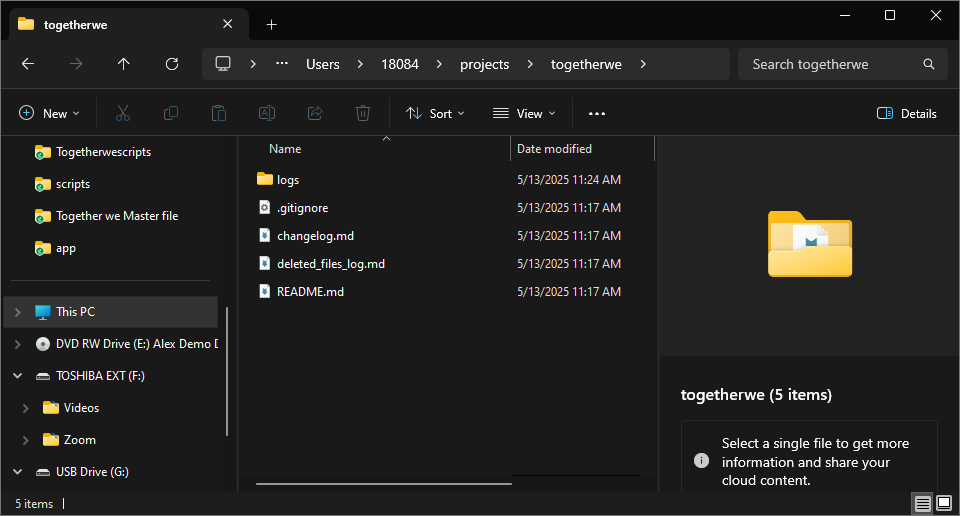 togetherwe
Users 18084 projects togetherwe
Search togetherwe
New Sort View Details
Togetherwescripts
scripts
Together we Master file
app
This PC
DVD RW Drive (E:) Alex Demo D
TOSHIBA EXT (F:)
Videos
Zoom
USB Drive (G:)
Name Date modified
logs 5/13/2025 11:24 AM
.gitignore 5/13/2025 11:17 AM
changelog.md 5/13/2025 11:17 AM
deleted_files_log.md 5/13/2025 11:17 AM
README.md 5/13/2025 11:17 AM
togetherwe (5 items)
Select a single file to get more
information and share your
cloud content.
5 items